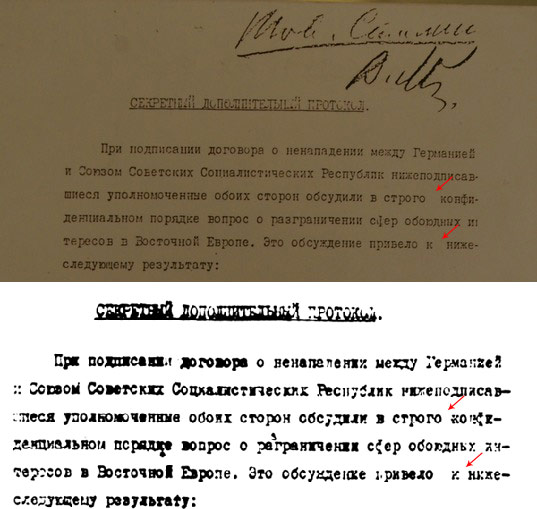 Тов. Сталину
СЕКРЕТНЫЙ ДОПОЛНИТЕЛЬНЫЙ ПРОТОКОЛ.
При подписании договора о ненападении между Германией
и Союзом Советских Социалистических Республик нижеподписав-
шиеся уполномоченные обоих сторон обсудили в строго конфи-
денциальном порядке вопрос о разграничении сфер обоюдных ин
тересов в Восточной Европе. Это обсуждение привело к ниже-
следующему результату:
СЕКРЕТНЫЙ ДОПОЛНИТЕЛЬНЫЙ ПРОТОКОЛ.
При подписании договора о ненападении между Германией
и Союзом Советских Социалистических Республик нижеподписав-
шиеся уполномоченные обоих сторон обсудили в строго конфи-
денциальном порядке вопрос о разграничении сфер обоюдных ин-
тересов в Восточной Европе. Это обсуждение привело к ниже-
следующему результату: